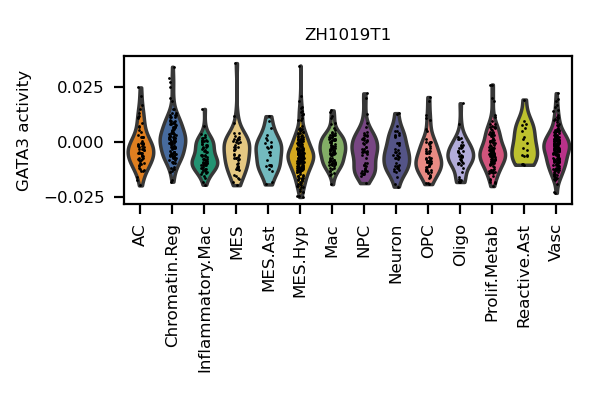 ZH1019T1
GATA3 activity
0.025
0.000
−0.025
AC
Chromatin.Reg
Inflammatory.Mac
MES
MES.Ast
MES.Hyp
Mac
NPC
Neuron
OPC
Oligo
Prolif.Metab
Reactive.Ast
Vasc